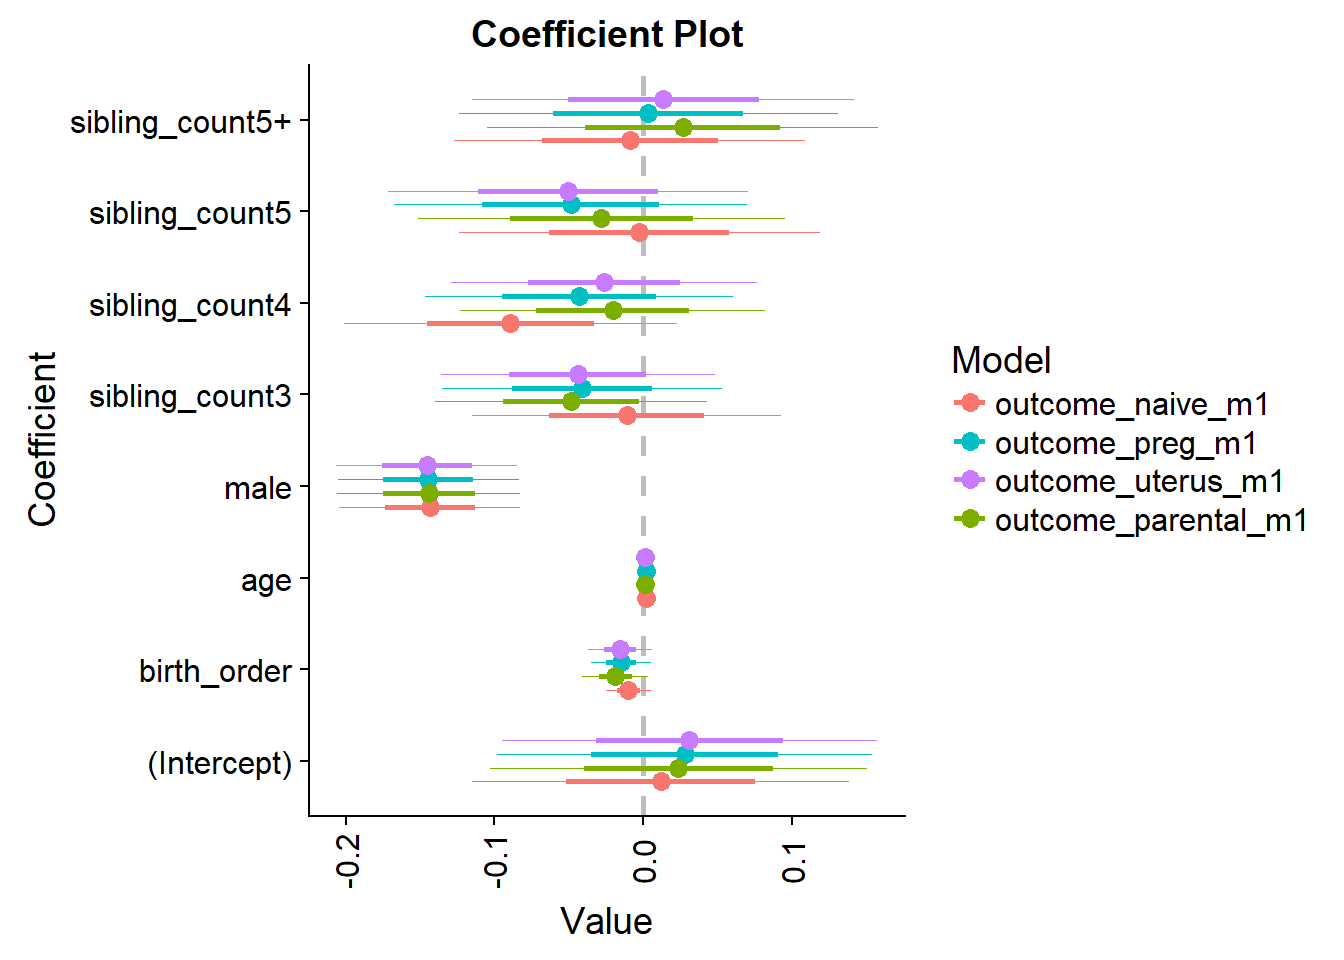 Coefficient Plot
sibling_count5+
sibling_count5
sibling_count4
sibling_count3
male
age
birth_order
(Intercept)
Coefficient
-0.2
-0.1
0.0
0.1
Value
Model
outcome_naive_m1
outcome_preg_m1
outcome_uterus_m1
outcome_parental_m1